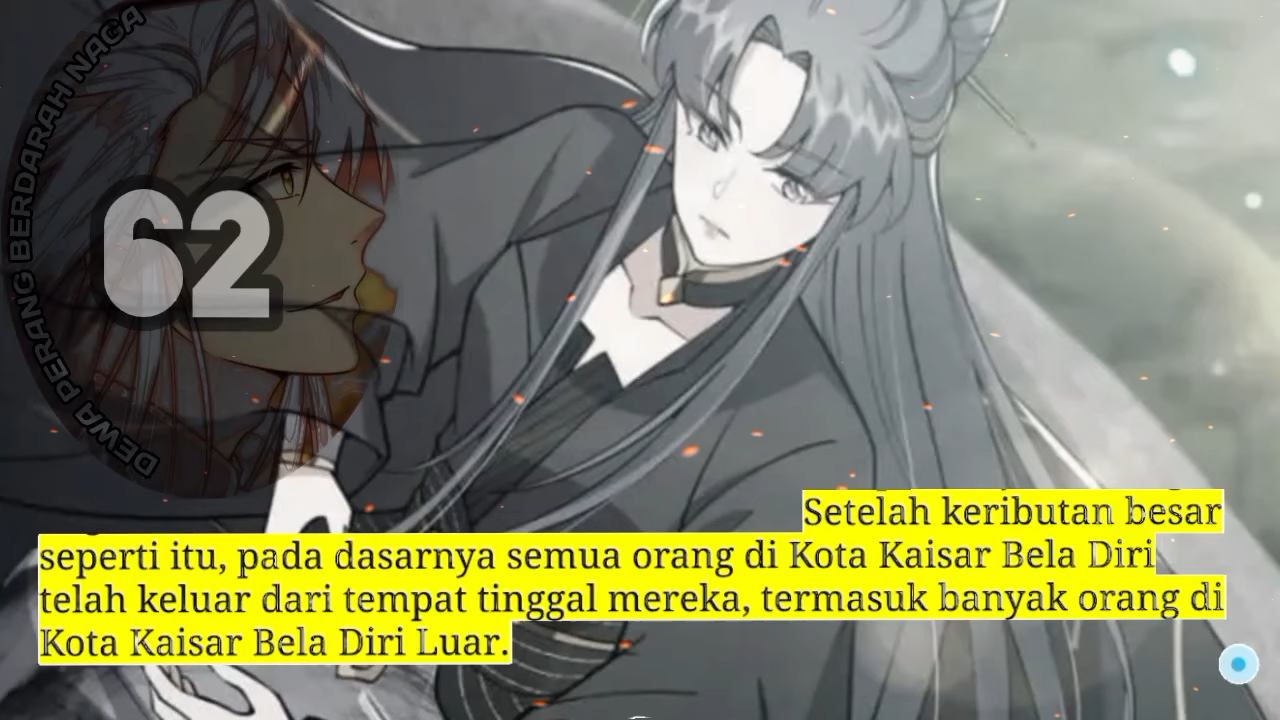 DEWA PERANG BERDARAH NAGA
62
Setelah keributan besar
seperti itu, pada dasarnya semua orang di Kota Kaisar Bela Diri
telah keluar dari tempat tinggal mereka, termasuk banyak orang di
Kota Kaisar Bela Diri Luar.